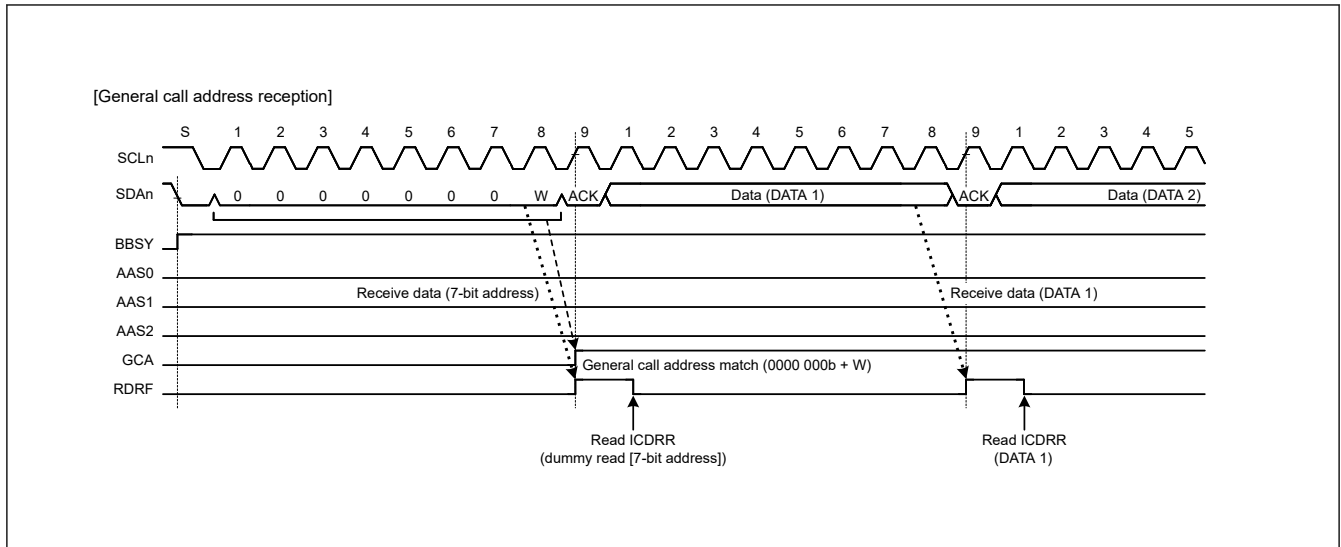 [General call address reception]
S 1 2 3 4 5 6 7 8 9 1 2 3 4 5 6 7 8 9 1 2 3 4 5
SCLn
SDAn 0 0 0 0 0 0 0 W ACK Data (DATA 1) ACK Data (DATA 2)
BBSY
AAS0
Receive data (7-bit address) Receive data (DATA 1)
AAS1
AAS2
GCA
General call address match (0000 000b + W)
RDRF
Read ICDRR Read ICDRR
(dummy read [7-bit address]) (DATA 1)